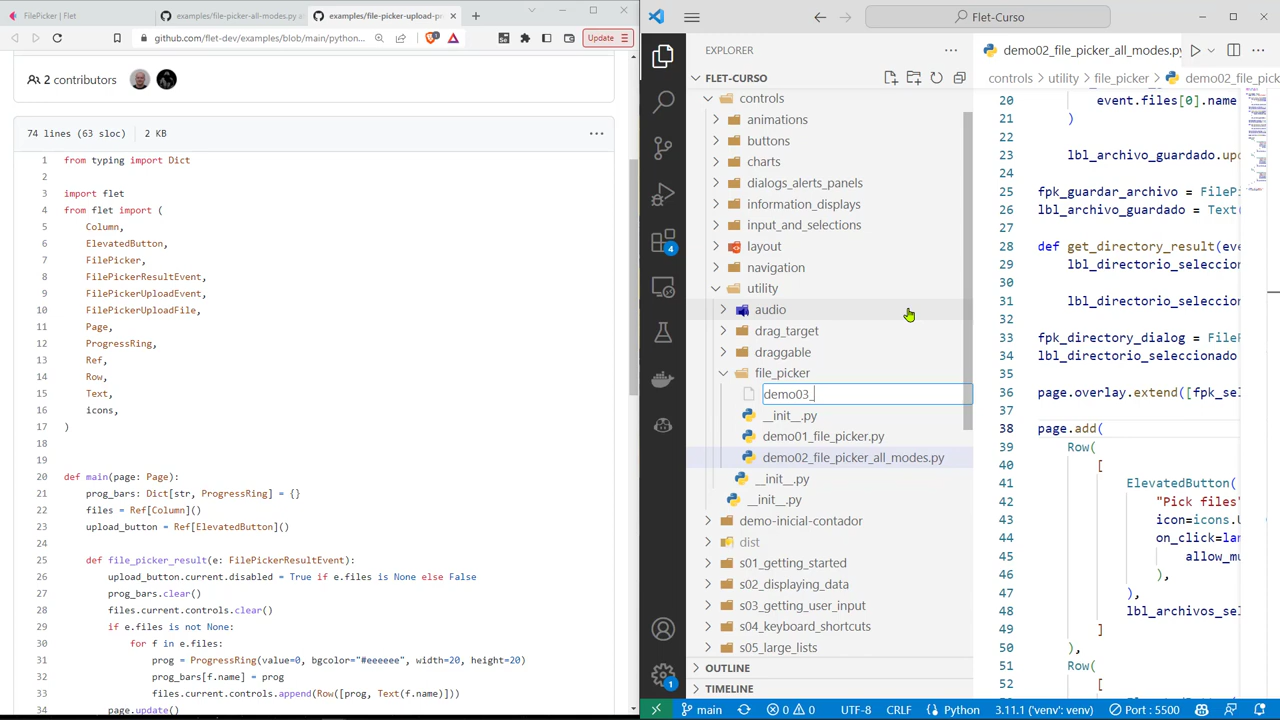 FilePicker | Flet
examples/file-picker-all-modes.py a
examples/file-picker-upload-pr
github.com/flet-dev/examples/blob/main/python...
Update
2 contributors
74 lines (63 sloc)
2 KB
1 from typing import Dict
2
3 import flet
4 from flet import (
5 Column,
6 ElevatedButton,
7 FilePicker,
8 FilePickerResultEvent,
9 FilePickerUploadEvent,
10 FilePickerUploadFile,
11 Page,
12 ProgressRing,
13 Ref,
14 Row,
15 Text,
16 icons,
17 )
18
19
20 def main(page: Page):
21 prog_bars: Dict[str, ProgressRing] = {}
22 files = Ref[Column]()
23 upload_button = Ref[ElevatedButton]()
24
25 def file_picker_result(e: FilePickerResultEvent):
26 upload_button.current.disabled = True if e.files is None else False
27 prog_bars.clear()
28 files.current.controls.clear()
29 if e.files is not None:
30 for f in e.files:
31 prog = ProgressRing(value=0, bgcolor="#eeeeee", width=20, height=20)
32 prog_bars[f.name] = prog
33 files.current.controls.append(Row([prog, Text(f.name)]))
34 page.update()
Flet-Curso
EXPLORER
FLET-CURSO
controls
animations
buttons
charts
dialogs_alerts_panels
information_displays
input_and_selections
layout
navigation
utility
audio
drag_target
draggable
file_picker
demo03_
__init__.py
demo01_file_picker.py
demo02_file_picker_all_modes.py
__init__.py
__init__.py
demo-inicial-contador
dist
s01_getting_started
s02_displaying_data
s03_getting_user_input
s04_keyboard_shortcuts
s05_large_lists
OUTLINE
TIMELINE
4
1
demo02_file_picker_all_modes.py
controls > utility > file_picker > demo02_file_pick
20 event.files[0].name
21 )
22
23 lbl_archivo_guardado.upd
24
25 fpk_guardar_archivo = FilePi
26 lbl_archivo_guardado = Text(
27
28 def get_directory_result(eve
29 lbl_directorio_seleccion
30
31 lbl_directorio_seleccion
32
33 fpk_directory_dialog = FileP
34 lbl_directorio_seleccionado
35
36 page.overlay.extend([fpk_se
37
38 page.add(
39 Row(
40 [
41 ElevatedButton(
42 "Pick files"
43 icon=icons.U
44 on_click=lam
45 allow_mu
46 ),
47 ),
48 lbl_archivos_sel
49 ]
50 ),
51 Row(
52 [
main
0 0
UTF-8
CRLF
Python
3.11.1 ('venv': venv)
Port : 5500